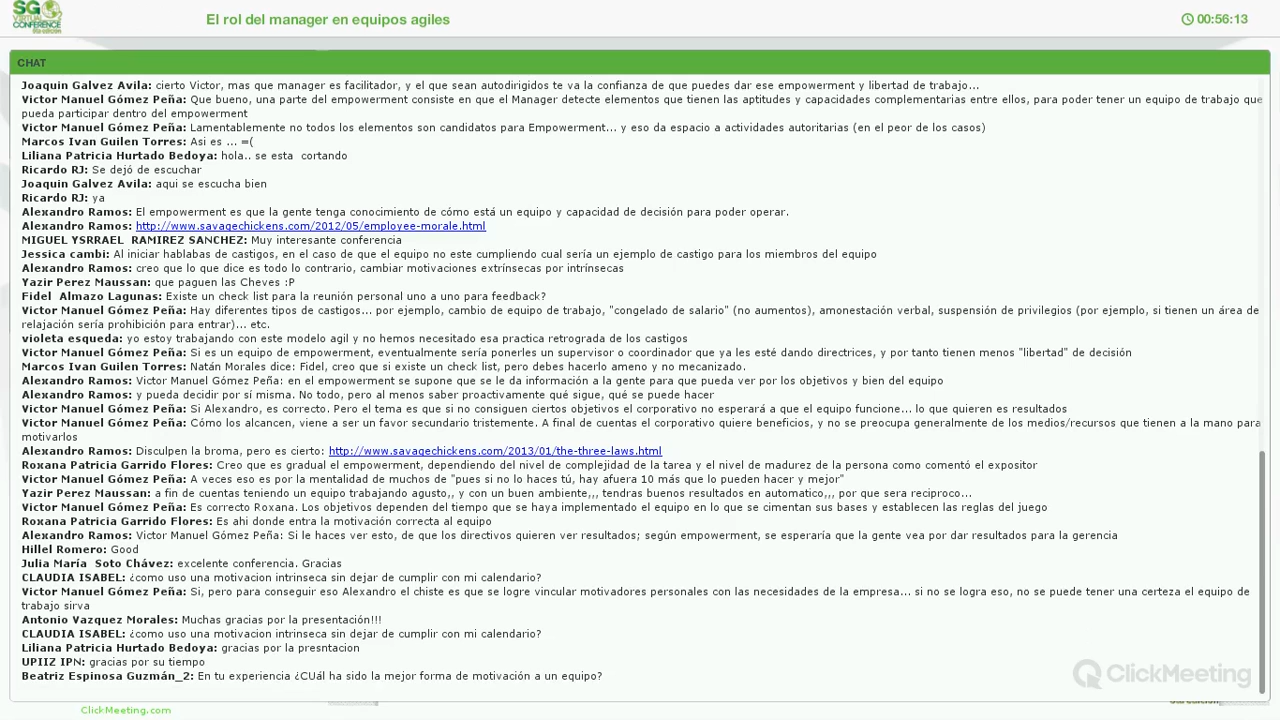 SG
VIRTUAL
CONFERENCE
El rol del manager en equipos agiles
00:56:13
CHAT
Joaquin Galvez Avila: cierto Victor, mas que manager es facilitador, y el que sean autodirigidos te va la confianza de que puedes dar ese empowerment y libertad de trabajo...
Victor Manuel Gómez Peña: Que bueno, una parte del empowerment consiste en que el Manager detecte elementos que tienen las aptitudes y capacidades complementarias entre ellos, para poder tener un equipo de trabajo que
pueda participar dentro del empowerment
Victor Manuel Gómez Peña: Lamentablemente no todos los elementos son candidatos para Empowerment... y eso da espacio a actividades autoritarias (en el peor de los casos)
Marcos Ivan Guilen Torres: Asi es ... =(
Liliana Patricia Hurtado Bedoya: hola.. se esta cortando
Ricardo RJ: Se dejó de escuchar
Joaquin Galvez Avila: aqui se escucha bien
Ricardo RJ: ya
Alexandro Ramos: El empowerment es que la gente tenga conocimiento de cómo está un equipo y capacidad de decisión para poder operar.
Alexandro Ramos: http://www.savagechickens.com/2012/05/employee-morale.html
MIGUEL YSRRAEL RAMIREZ SANCHEZ: Muy interesante conferencia
Jessica cambi: Al iniciar hablabas de castigos, en el caso de que el equipo no este cumpliendo cual sería un ejemplo de castigo para los miembros del equipo
Alexandro Ramos: creo que lo que dice es todo lo contrario, cambiar motivaciones extrínsecas por intrínsecas
Yazir Perez Maussan: que paguen las Cheves :P
Fidel Almazo Lagunas: Existe un check list para la reunión personal uno a uno para feedback?
Victor Manuel Gómez Peña: Hay diferentes tipos de castigos... por ejemplo, cambio de equipo de trabajo, "congelado de salario" (no aumentos), amonestación verbal, suspensión de privilegios (por ejemplo, si tienen un área de
relajación sería prohibición para entrar)... etc.
violeta esqueda: yo estoy trabajando con este modelo agil y no hemos necesitado esa practica retrograda de los castigos
Victor Manuel Gómez Peña: Si es un equipo de empowerment, eventualmente sería ponerles un supervisor o coordinador que ya les esté dando directrices, y por tanto tienen menos "libertad" de decisión
Marcos Ivan Guilen Torres: Natán Morales dice: Fidel, creo que si existe un check list, pero debes hacerlo ameno y no mecanizado.
Alexandro Ramos: Victor Manuel Gómez Peña: en el empowerment se supone que se le da información a la gente para que pueda ver por los objetivos y bien del equipo
Alexandro Ramos: y pueda decidir por sí misma. No todo, pero al menos saber proactivamente qué sigue, qué se puede hacer
Victor Manuel Gómez Peña: Si Alexandro, es correcto. Pero el tema es que si no consiguen ciertos objetivos el corporativo no esperará a que el equipo funcione... lo que quieren es resultados
Victor Manuel Gómez Peña: Cómo los alcancen, viene a ser un favor secundario tristemente. A final de cuentas el corporativo quiere beneficios, y no se preocupa generalmente de los medios/recursos que tienen a la mano para
motivarlos
Alexandro Ramos: Disculpen la broma, pero es cierto: http://www.savagechickens.com/2013/01/the-three-laws.html
Roxana Patricia Garrido Flores: Creo que es gradual el empowerment, dependiendo del nivel de complejidad de la tarea y el nivel de madurez de la persona como comentó el expositor
Victor Manuel Gómez Peña: A veces eso es por la mentalidad de muchos de "pues si no lo haces tú, hay afuera 10 más que lo pueden hacer y mejor"
Yazir Perez Maussan: a fin de cuentas teniendo un equipo trabajando agusto,, y con un buen ambiente,,, tendras buenos resultados en automatico,,, por que sera reciproco...
Victor Manuel Gómez Peña: Es correcto Roxana. Los objetivos dependen del tiempo que se haya implementado el equipo en lo que se cimentan sus bases y establecen las reglas del juego
Roxana Patricia Garrido Flores: Es ahi donde entra la motivación correcta al equipo
Alexandro Ramos: Victor Manuel Gómez Peña: Si le haces ver esto, de que los directivos quieren ver resultados; según empowerment, se esperaría que la gente vea por dar resultados para la gerencia
Hillel Romero: Good
Julia María Soto Chávez: excelente conferencia. Gracias
CLAUDIA ISABEL: ¿como uso una motivacion intrinseca sin dejar de cumplir con mi calendario?
Victor Manuel Gómez Peña: Si, pero para conseguir eso Alexandro el chiste es que se logre vincular motivadores personales con las necesidades de la empresa... si no se logra eso, no se puede tener una certeza el equipo de
trabajo sirva
Antonio Vazquez Morales: Muchas gracias por la presentación!!!
CLAUDIA ISABEL: ¿como uso una motivacion intrinseca sin dejar de cumplir con mi calendario?
Liliana Patricia Hurtado Bedoya: gracias por la presntacion
UPIIZ IPN: gracias por su tiempo
Beatriz Espinosa Guzmán_2: En tu experiencia ¿CUál ha sido la mejor forma de motivación a un equipo?
ClickMeeting
ClickMeeting.com